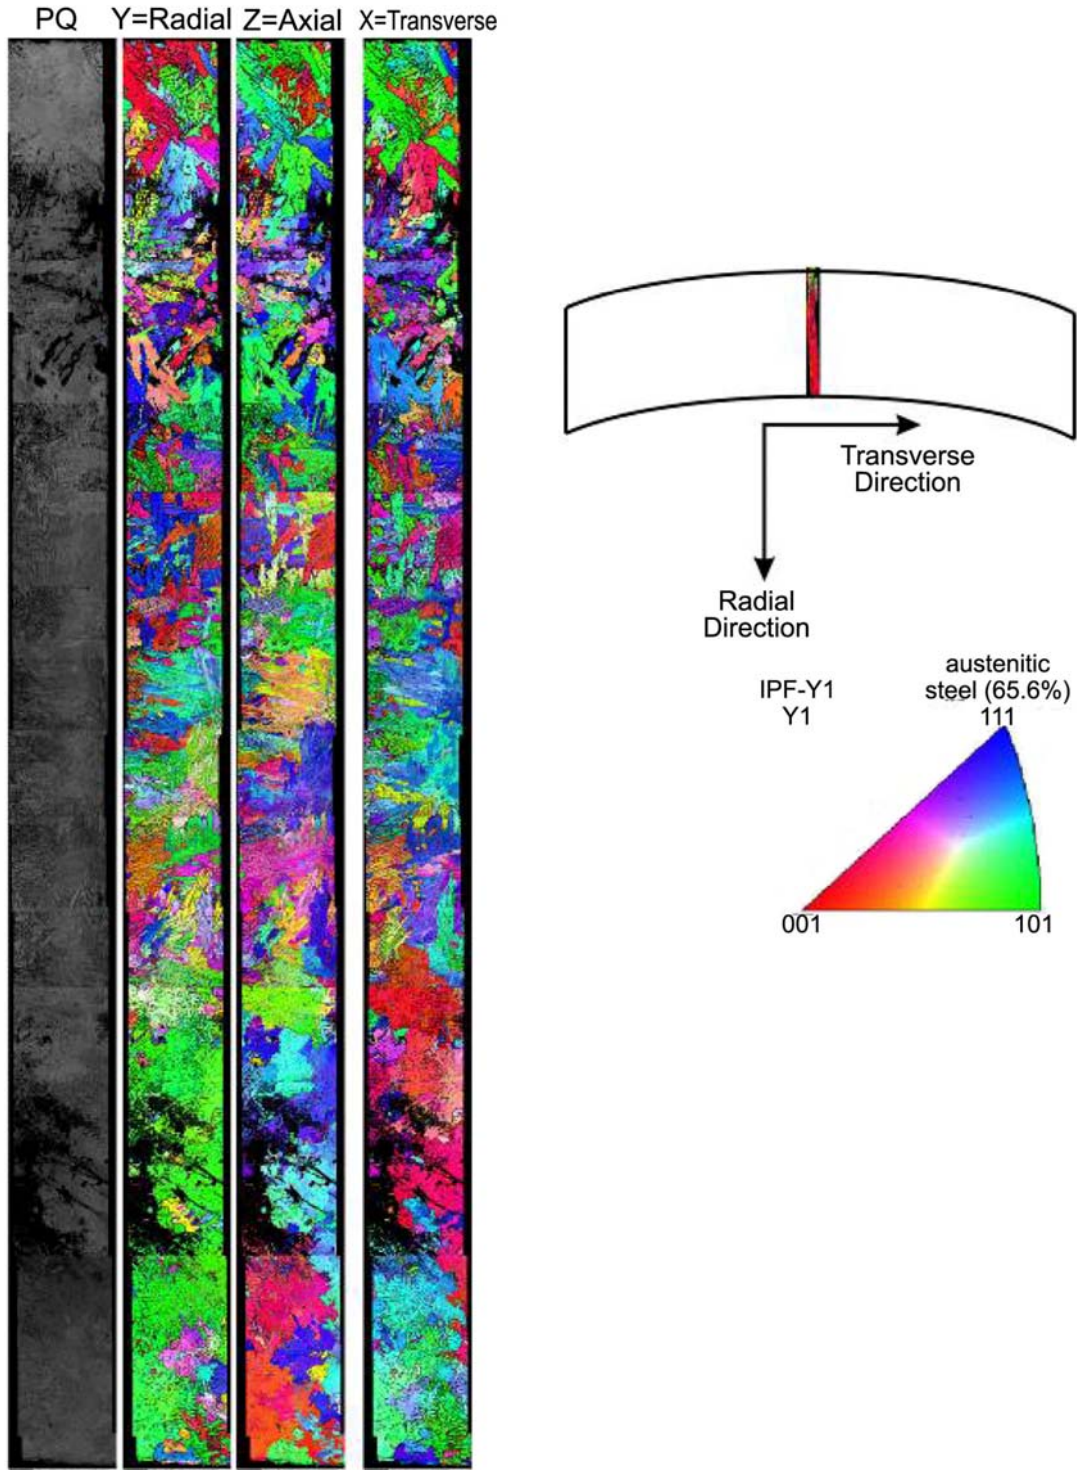 PQ Y=Radial Z=Axial X=Transverse
Transverse
Direction
Radial
Direction
IPF-Y1
Y1
austenitic
steel (65.6%)
111
001
101